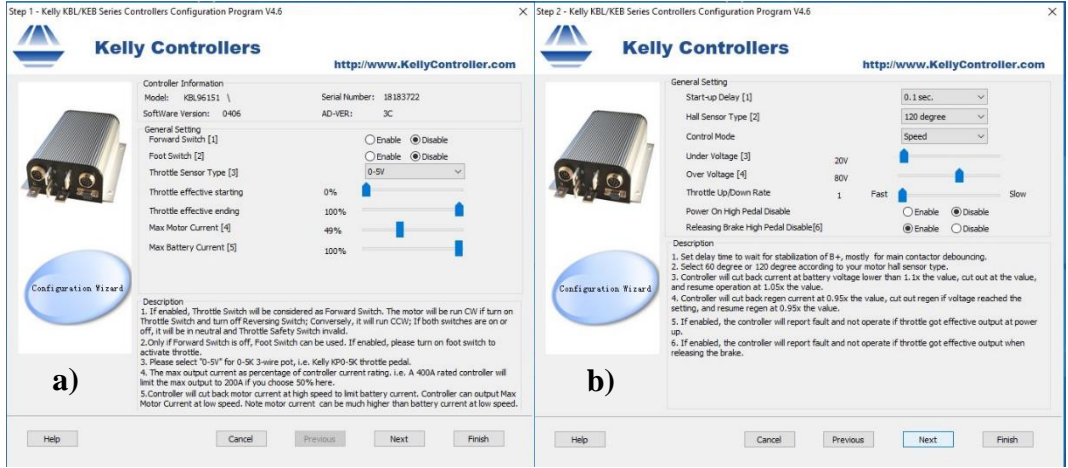 Step 1 - Kelly KBL/KEB Series Controllers Configuration Program V4.6
Kelly Controllers
http://www.KellyController.com
Controller Information
Model: KBL96151 \ Serial Number: 18183722
SoftWare Version: 0406 AD-VER: 3C
General Setting
Forward Switch [1] Enable Disable
Foot Switch [2] Enable Disable
Throttle Sensor Type [3] 0-5V
Throttle effective starting 0%
Throttle effective ending 100%
Max Motor Current [4] 49%
Max Battery Current [5] 100%
Configuration Wizard
Description
1. If enabled, Throttle Switch will be considered as Forward Switch. The motor will be run CW if turn on
Throttle Switch and turn off Reversing Switch; Conversely, it will run CCW; If both switches are on or
off, it will be in neutral and Throttle Safety Switch invalid.
2.Only if Forward Switch is off, Foot Switch can be used. If enabled, please turn on foot switch to
activate throttle.
3. Please select "0-5V" for 0-5K 3-wire pot, i.e. Kelly KP0-5K throttle pedal.
4. The max output current as percentage of controller current rating. i.e. A 400A rated controller will
limit the max output to 200A if you choose 50% here.
5.Controller will cut back motor current at high speed to limit battery current. Controller can output Max
Motor Current at low speed. Note motor current can be much higher than battery current at low speed.
a)
Help Cancel Previous Next Finish
Step 2 - Kelly KBL/KEB Series Controllers Configuration Program V4.6
Kelly Controllers
http://www.KellyController.com
General Setting
Start-up Delay [1] 0.1 sec.
Hall Sensor Type [2] 120 degree
Control Mode Speed
Under Voltage [3] 20V
Over Voltage [4] 80V
Throttle Up/Down Rate 1 Fast Slow
Power On High Pedal Disable Enable Disable
Releasing Brake High Pedal Disable[6] Enable Disable
Configuration Wizard
Description
1. Set delay time to wait for stabilization of B+, mostly for main contactor debouncing.
2. Select 60 degree or 120 degree according to your motor hall sensor type.
3. Controller will cut back current at battery voltage lower than 1.1x the value, cut out at the value,
and resume operation at 1.05x the value.
4. Controller will cut back regen current at 0.95x the value, cut out regen if voltage reached the
setting, and resume regen at 0.95x the value.
5. If enabled, the controller will report fault and not operate if throttle got effective output at power
up.
6. If enabled, the controller will report fault and not operate if throttle got effective output when
releasing the brake.
b)
Help Cancel Previous Next Finish